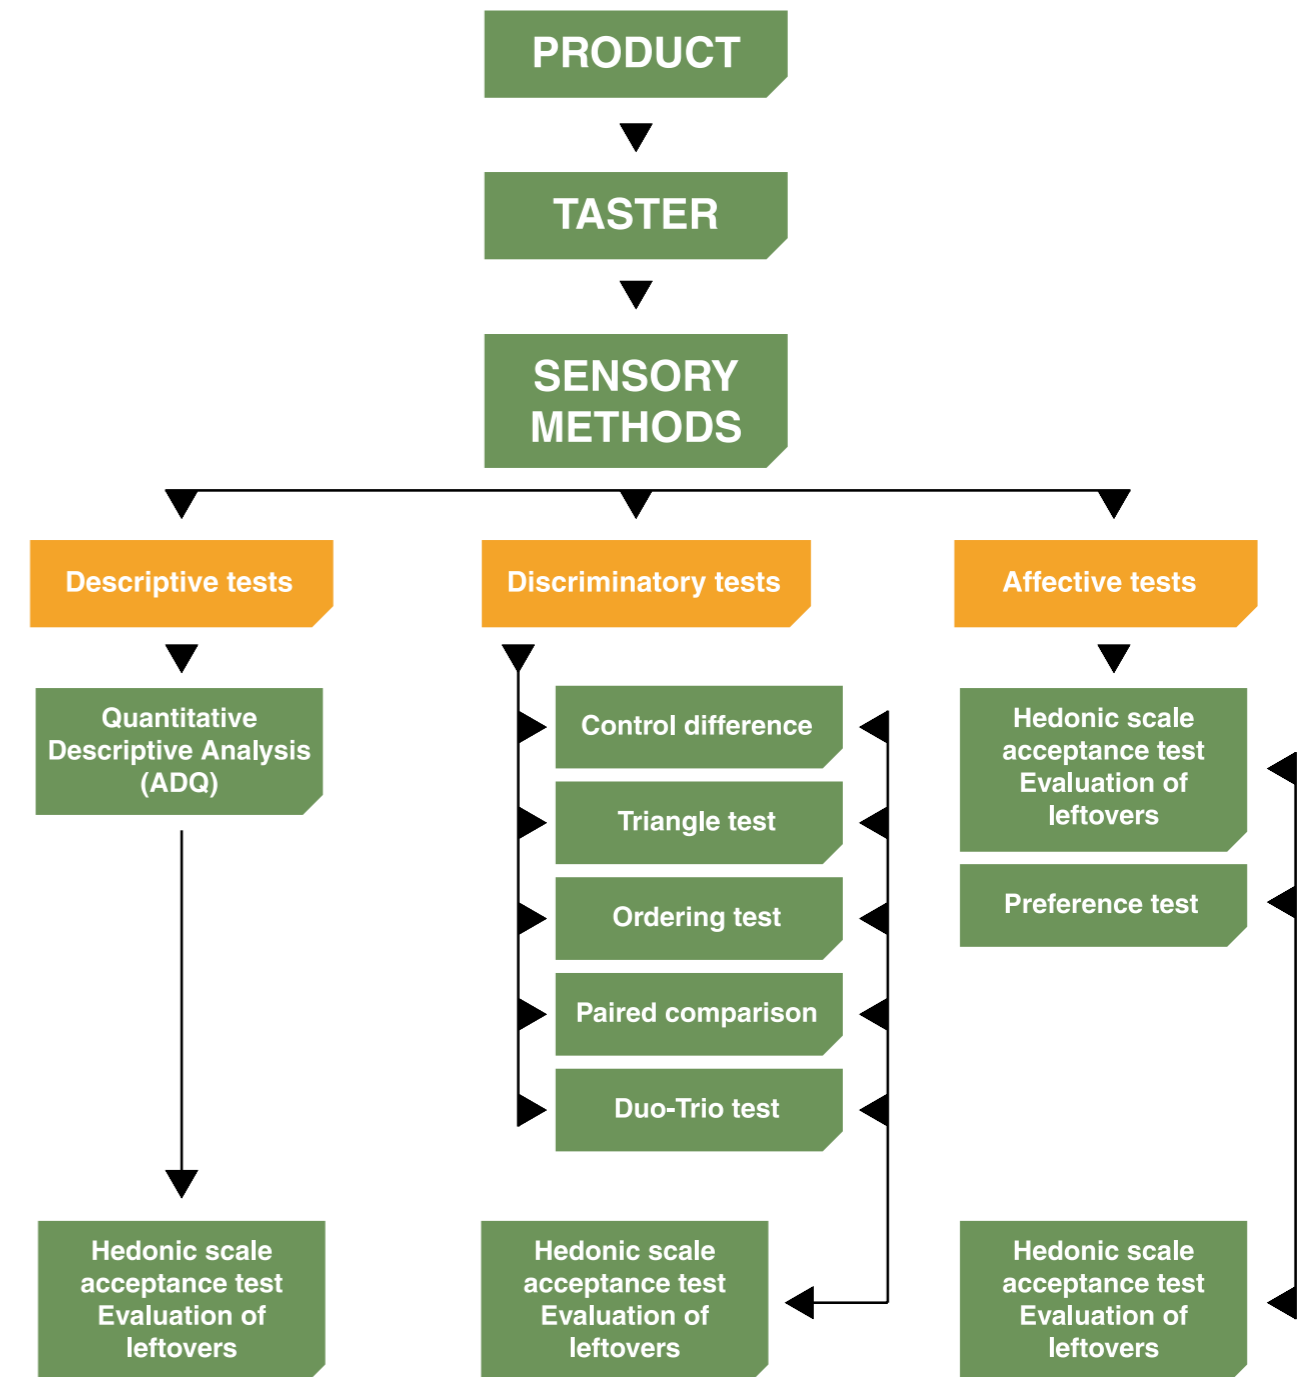 PRODUCT
TASTER
SENSORY
METHODS
Descriptive tests
Discriminatory tests
Affective tests
Quantitative
Descriptive Analysis
(ADQ)
Control difference
Triangle test
Ordering test
Paired comparison
Duo-Trio test
Hedonic scale
acceptance test
Evaluation of
leftovers
Preference test
Hedonic scale
acceptance test
Evaluation of
leftovers
Hedonic scale
acceptance test
Evaluation of
leftovers
Hedonic scale
acceptance test
Evaluation of
leftovers